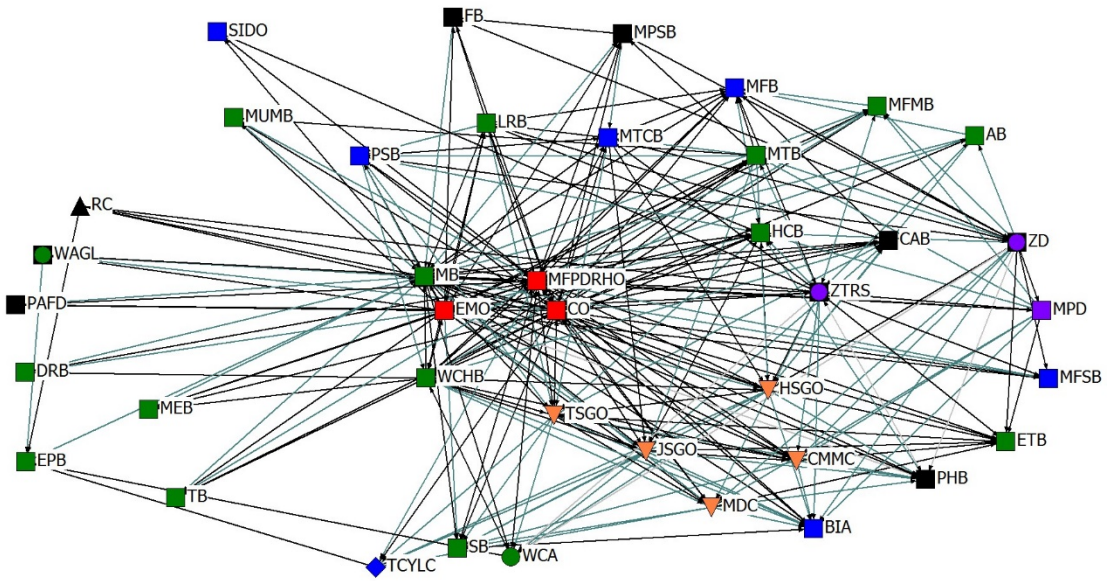 FB
SIDO
MPSB
MFB
MFMB
MUMB
LRB
MTCB
AB
PSB
MTB
RC
HCB
CAB
ZD
WAGL
MB
MFPDRHO
ZTRS
PAFD
EMO
CO
MPD
DRB
WCHB
HSGO
MFSB
MEB
TSGO
ETB
EPB
JSGO
CMMC
PHB
TB
MDC
BIA
SB
WCA
TCYLC